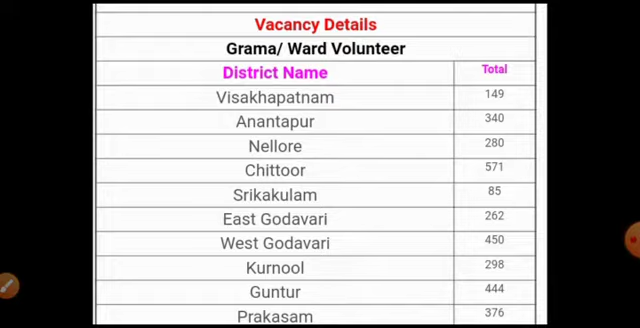 Vacancy Details
Grama/ Ward Volunteer
District Name Total
Visakhapatnam 149
Anantapur 340
Nellore 280
Chittoor 571
Srikakulam 85
East Godavari 262
West Godavari 450
Kurnool 298
Guntur 444
Prakasam 376